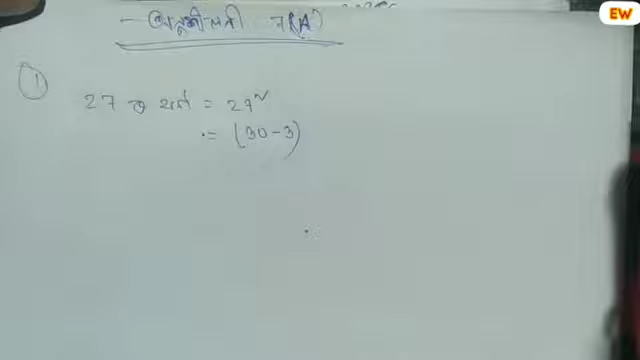 EW
অনুশীলনী ৭(A)
①
27 র বর্গ = 27²
∴ = (30-3)